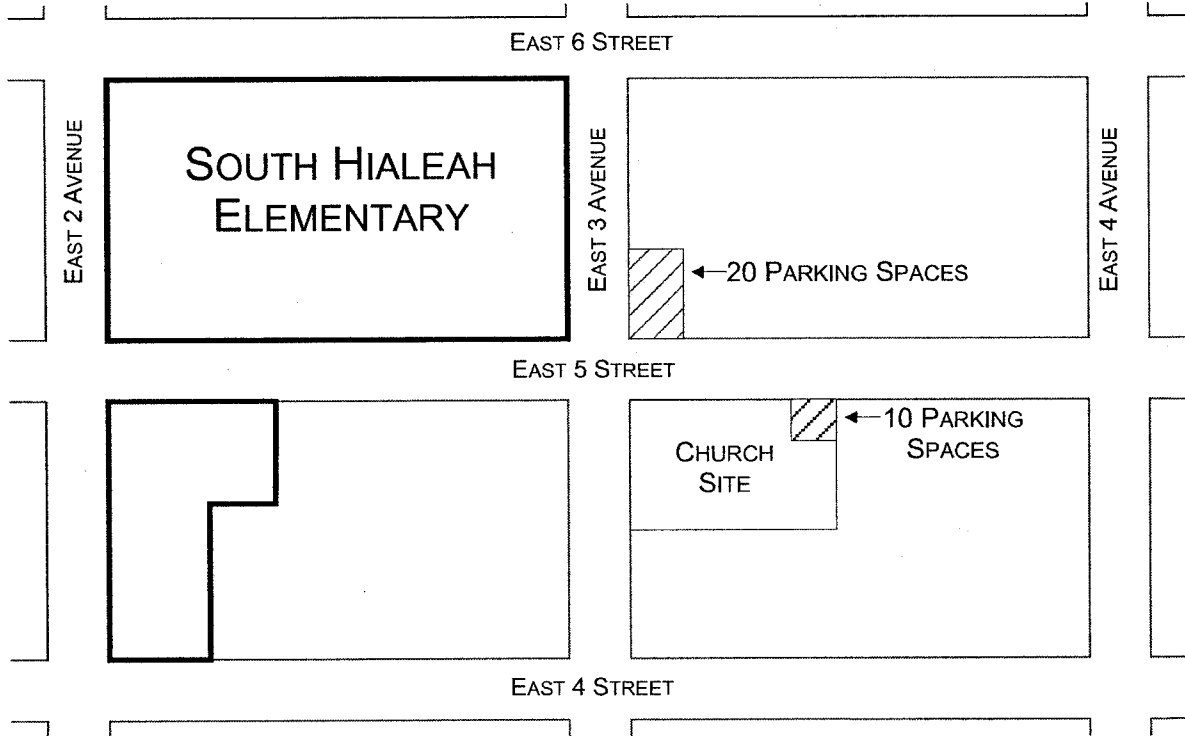 EAST 6 STREET
SOUTH HIALEAH
ELEMENTARY
EAST 2 AVENUE
EAST 3 AVENUE
EAST 4 AVENUE
20 PARKING SPACES
EAST 5 STREET
10 PARKING
SPACES
CHURCH
SITE
EAST 4 STREET